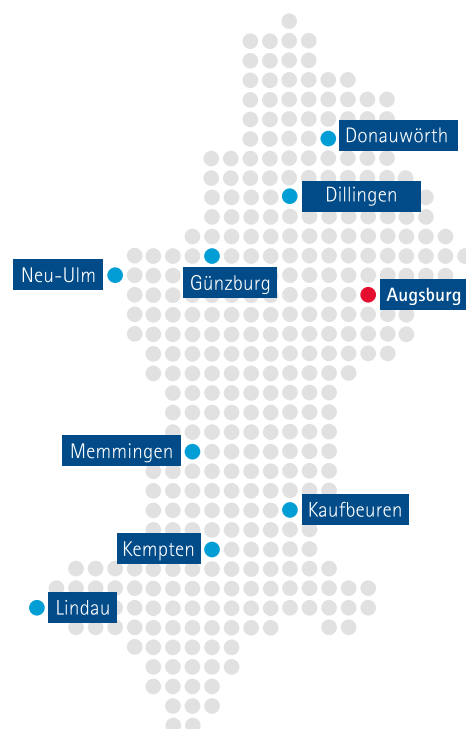 Donauwörth
Dillingen
Neu-Ulm
Günzburg
Augsburg
Memmingen
Kaufbeuren
Kempten
Lindau